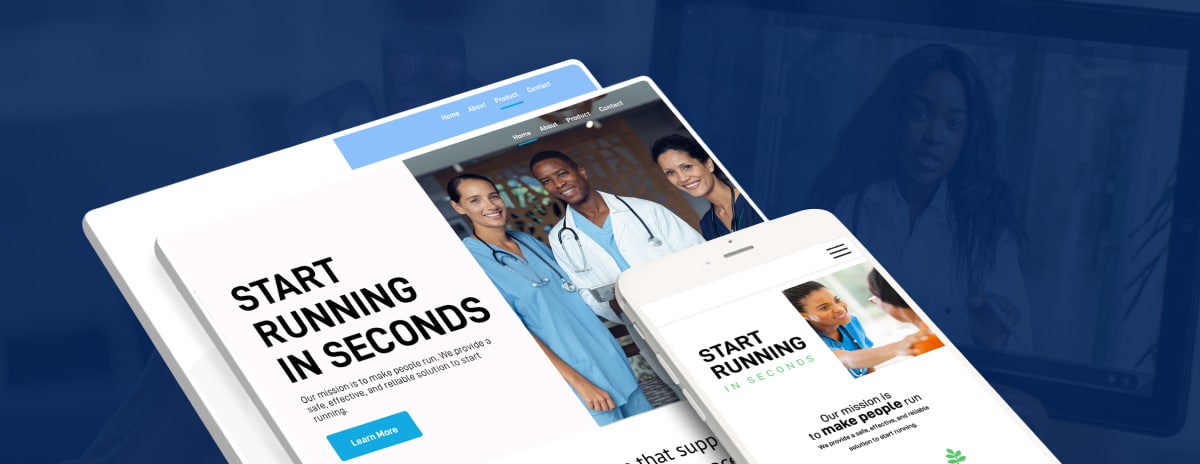 Home About Product Contact
Home About Product Contact
START
RUNNING
IN SECONDS
Our mission is to make people run. We provide a
safe, effective, and reliable solution to start
running.
Learn More
that supp
START
RUNNING
IN SECONDS
Our mission is
to make people run
We provide a safe, effective, and reliable
solution to start running.